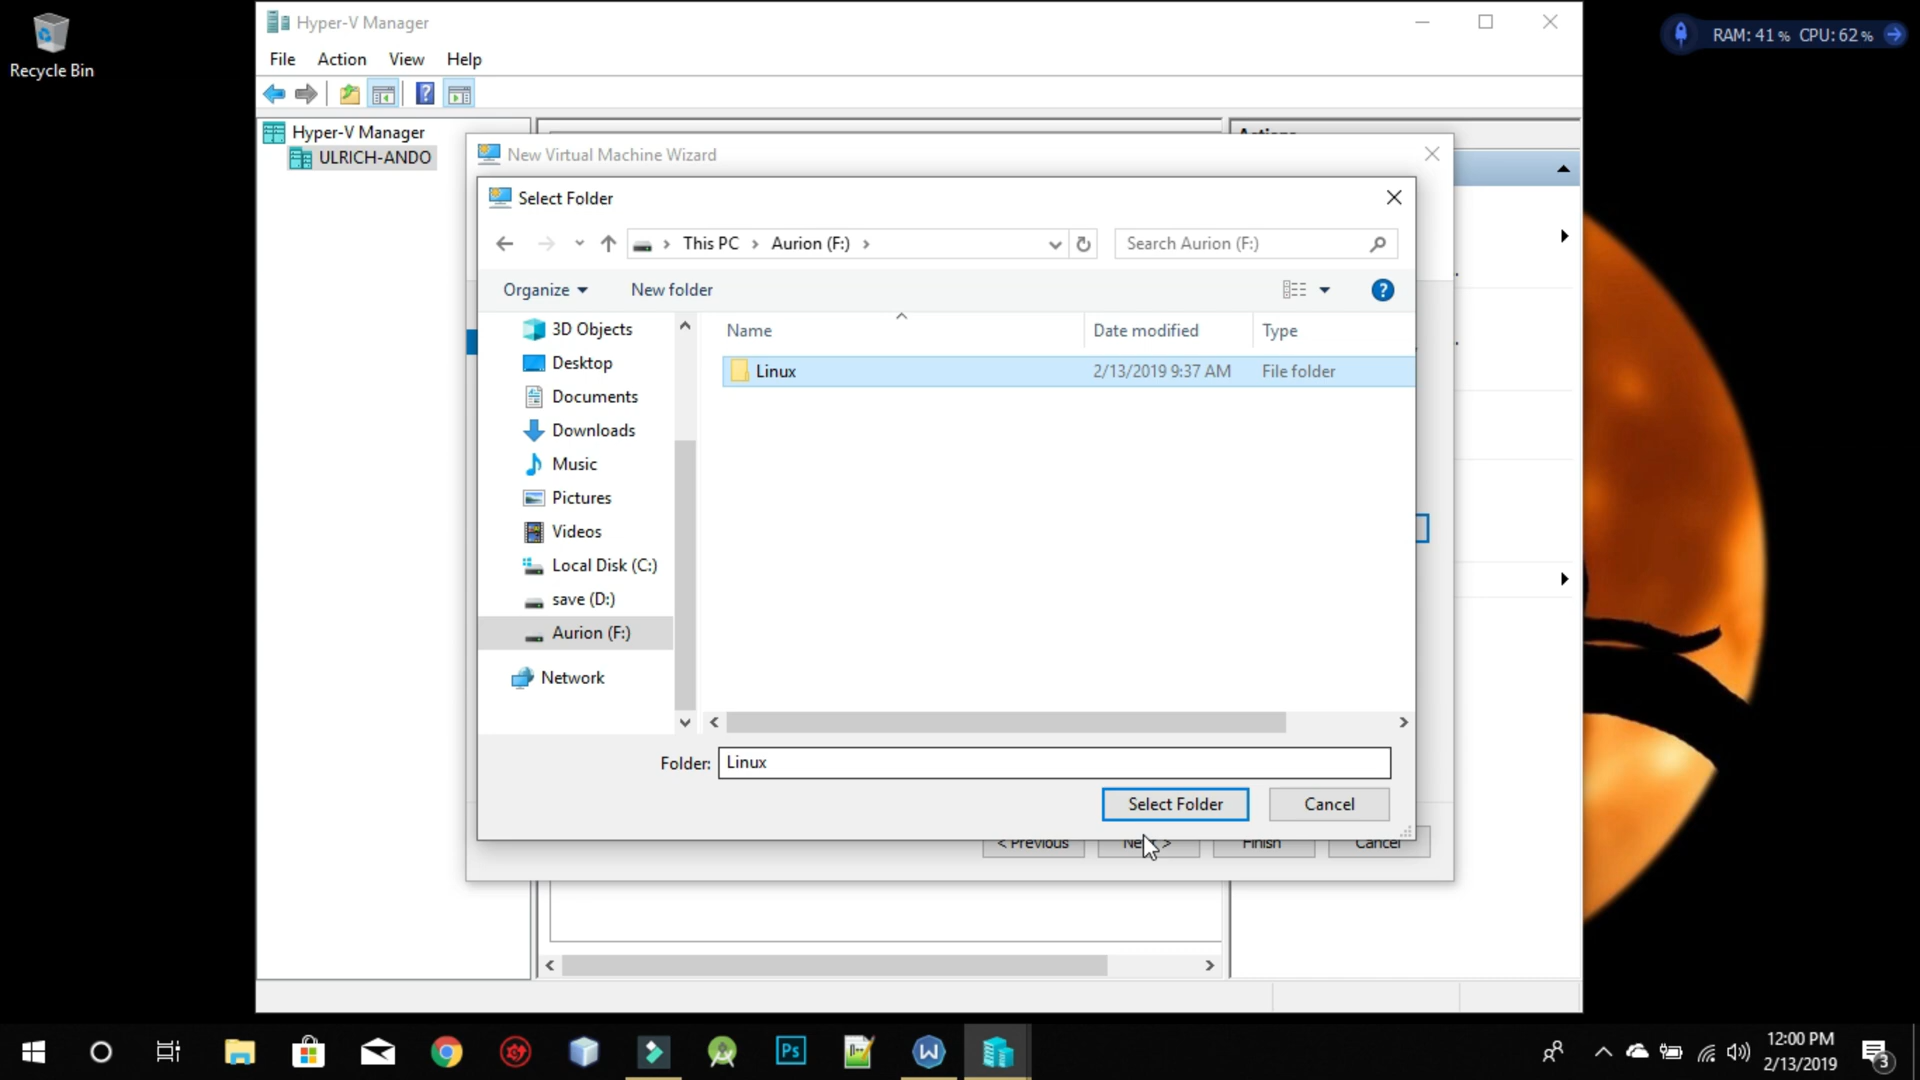 Recycle Bin
Hyper-V Manager
RAM: 41 % CPU: 62 %
File Action View Help
Hyper-V Manager
ULRICH-ANDO
New Virtual Machine Wizard
Select Folder
This PC > Aurion (F:) >
Search Aurion (F:)
Organize
New folder
Name
Date modified
Type
Linux
2/13/2019 9:37 AM
File folder
3D Objects
Desktop
Documents
Downloads
Music
Pictures
Videos
Local Disk (C:)
save (D:)
Aurion (F:)
Network
Folder: Linux
Select Folder
Cancel
< Previous
Finish
Cancel
Ps
W
12:00 PM
2/13/2019
3